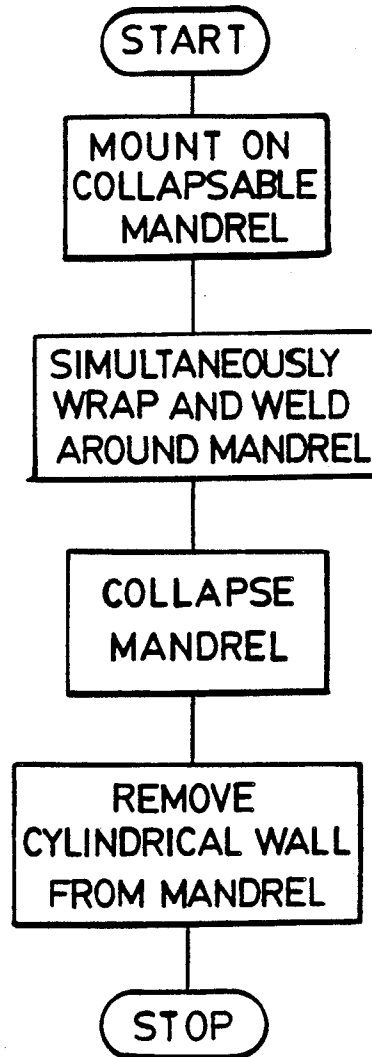 START
MOUNT ON
COLLAPSABLE
MANDREL
SIMULTANEOUSLY
WRAP AND WELD
AROUND MANDREL
COLLAPSE
MANDREL
REMOVE
CYLINDRICAL WALL
FROM MANDREL
STOP